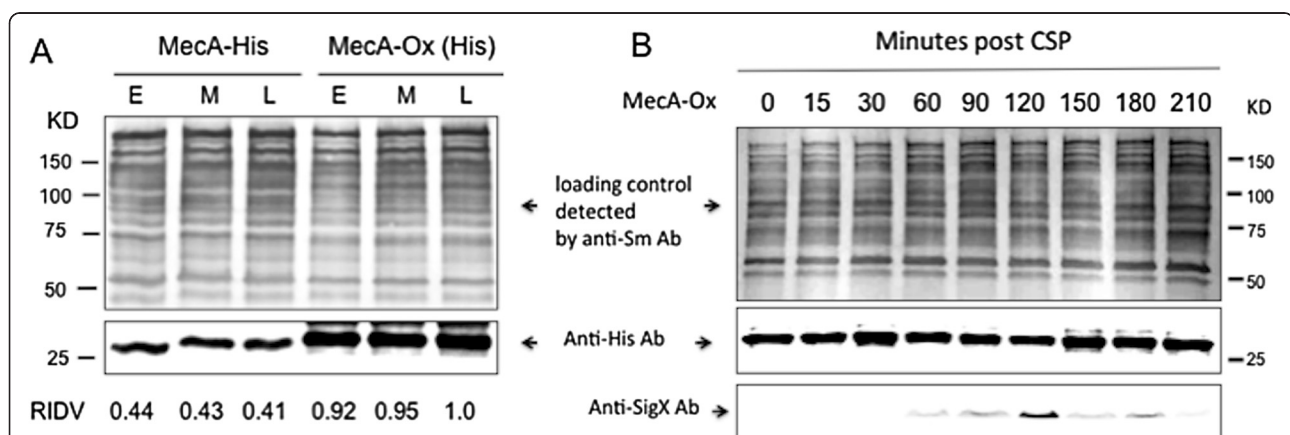 A
MecA-His MecA-Ox (His)
E M L E M L
KD
150
100
75
50
25
RIDV 0.44 0.43 0.41 0.92 0.95 1.0
loading control
detected
by anti-Sm Ab
Anti-His Ab
Anti-SigX Ab
B
Minutes post CSP
MecA-Ox 0 15 30 60 90 120 150 180 210 KD
150
100
75
50
25